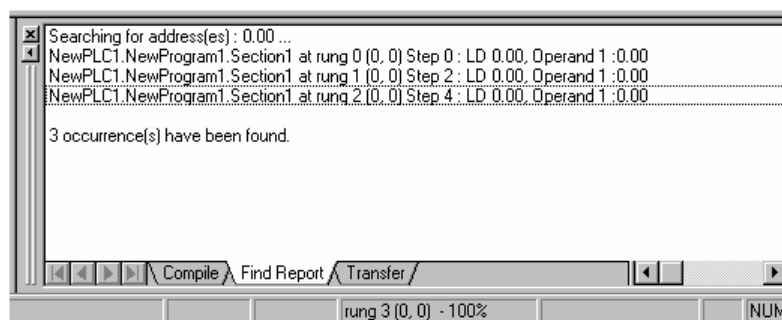 Searching for address(es) : 0.00 ...
NewPLC1.NewProgram1.Section1 at rung 0 (0, 0) Step 0 : LD 0.00, Operand 1 :0.00
NewPLC1.NewProgram1.Section1 at rung 1 (0, 0) Step 2 : LD 0.00, Operand 1 :0.00
NewPLC1.NewProgram1.Section1 at rung 2 (0, 0) Step 4 : LD 0.00, Operand 1 :0.00
3 occurrence(s) have been found.
Compile Find Report Transfer
rung 3 (0, 0) - 100% NUM